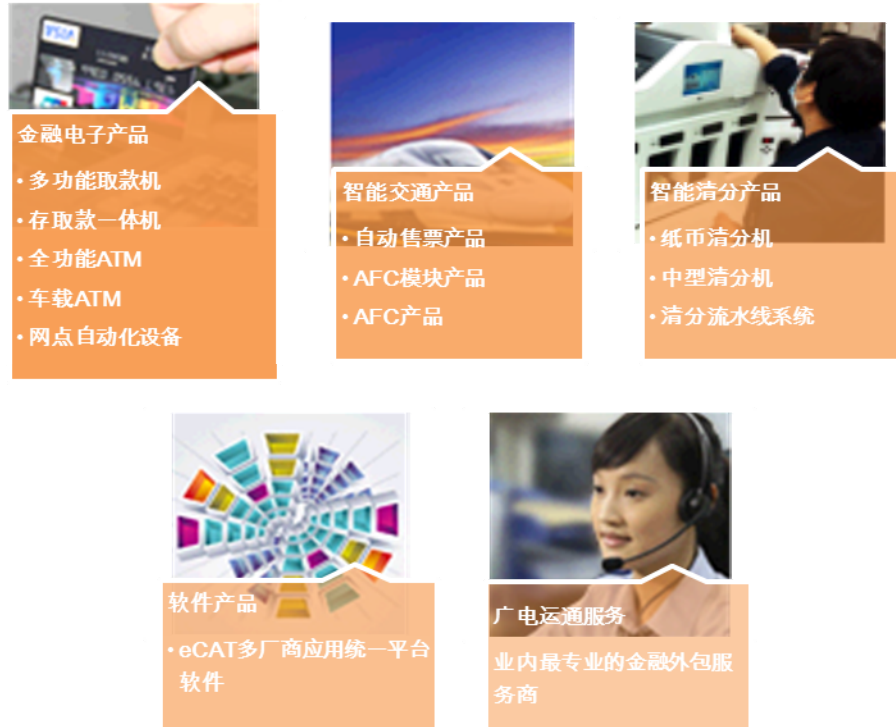 VISA
金融电子产品
•多功能取款机
•存取款一体机
•全功能ATM
•车载ATM
•网点自动化设备
智能交通产品
•自动售票产品
•AFC模块产品
•AFC产品
智能清分产品
•纸币清分机
•中型清分机
•清分流水线系统
软件产品
•eCAT多厂商应用统一平台
软件
广电运通服务
业内最专业的金融外包服
务商